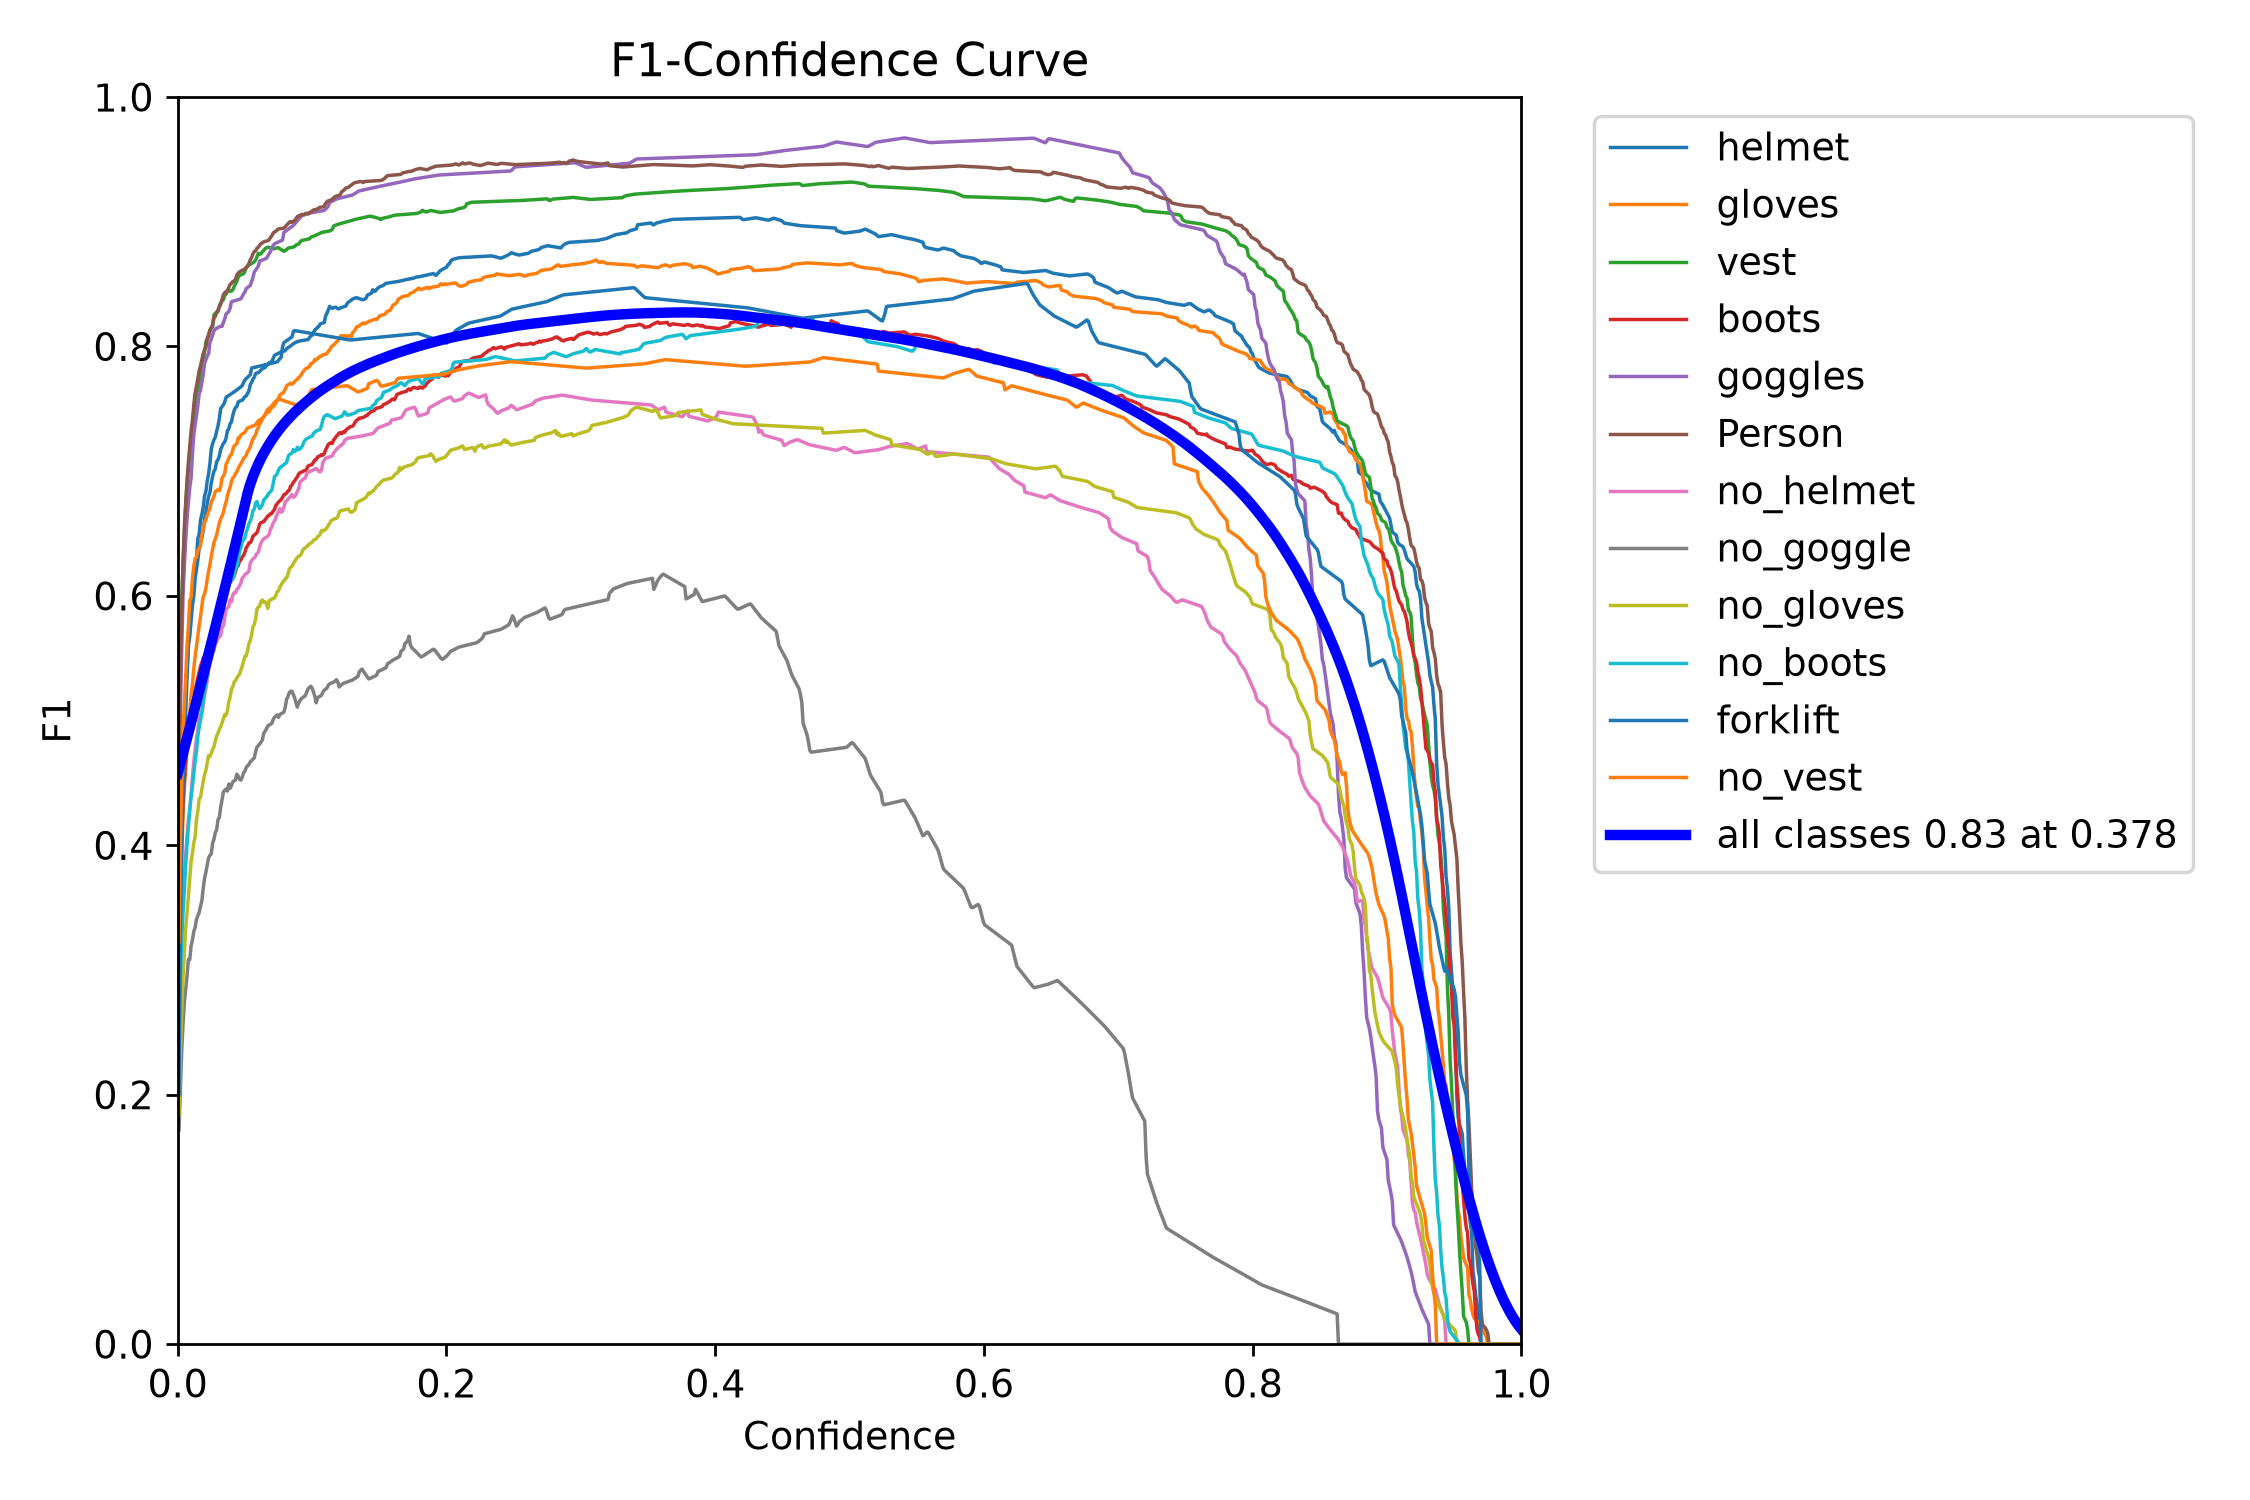 F1-Confidence Curve
1.0
0.8
0.6
0.4
0.2
0.0
F1
0.0 0.2 0.4 0.6 0.8 1.0
Confidence
helmet
gloves
vest
boots
goggles
Person
no_helmet
no_goggle
no_gloves
no_boots
forklift
no_vest
all classes 0.83 at 0.378